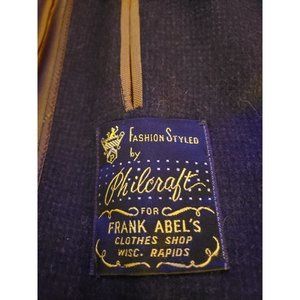 FASHION STYLED
by
Philcraft
FOR
FRANK ABEL'S
CLOTHES SHOP
WISC. RAPIDS